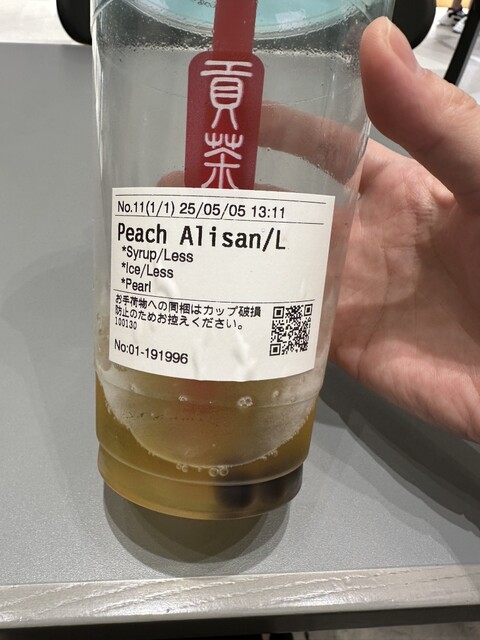 貢茶
No.11(1/1) 25/05/05 13:11
Peach Alisan/L
*Syrup/Less
*Ice/Less
*Pearl
お手荷物への同梱はカップ破損
防止のためお控えください。
100130
No:01-191996